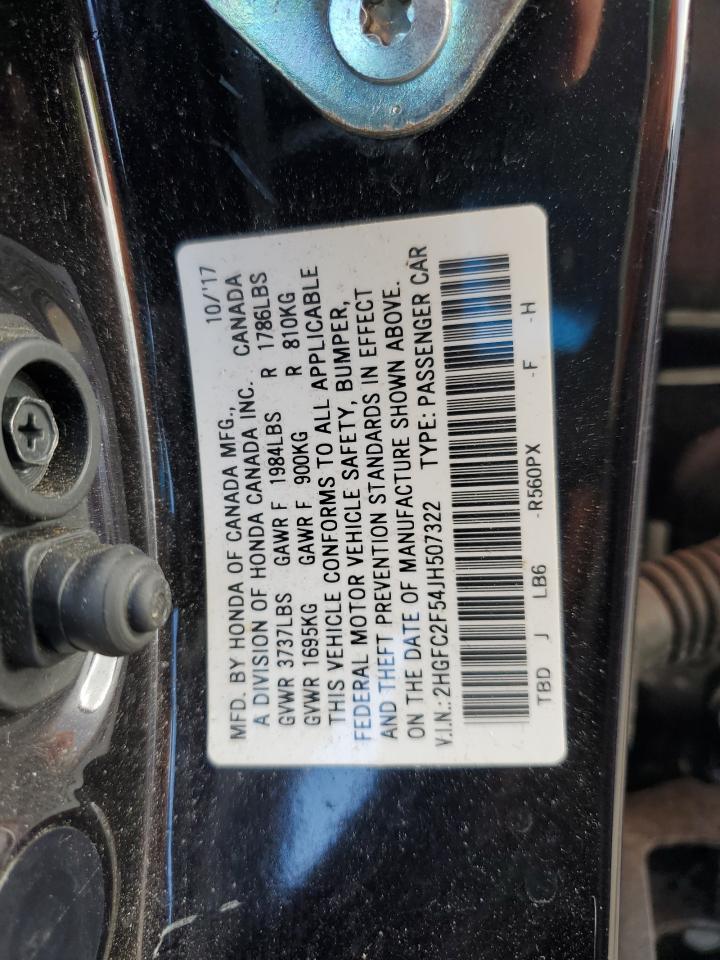 MFD. BY HONDA OF CANADA MFG., 10/'17
A DIVISION OF HONDA CANADA INC. CANADA
GVWR 3737LBS GAWR F 1984LBS R 1786LBS
GVWR 1695KG GAWR F 900KG R 810KG
THIS VEHICLE CONFORMS TO ALL APPLICABLE
FEDERAL MOTOR VEHICLE SAFETY, BUMPER,
AND THEFT PREVENTION STANDARDS IN EFFECT
ON THE DATE OF MANUFACTURE SHOWN ABOVE.
V.I.N.: 2HGFC2F54JH507322 TYPE: PASSENGER CAR
TBD J LB6 -R560PX -F -H